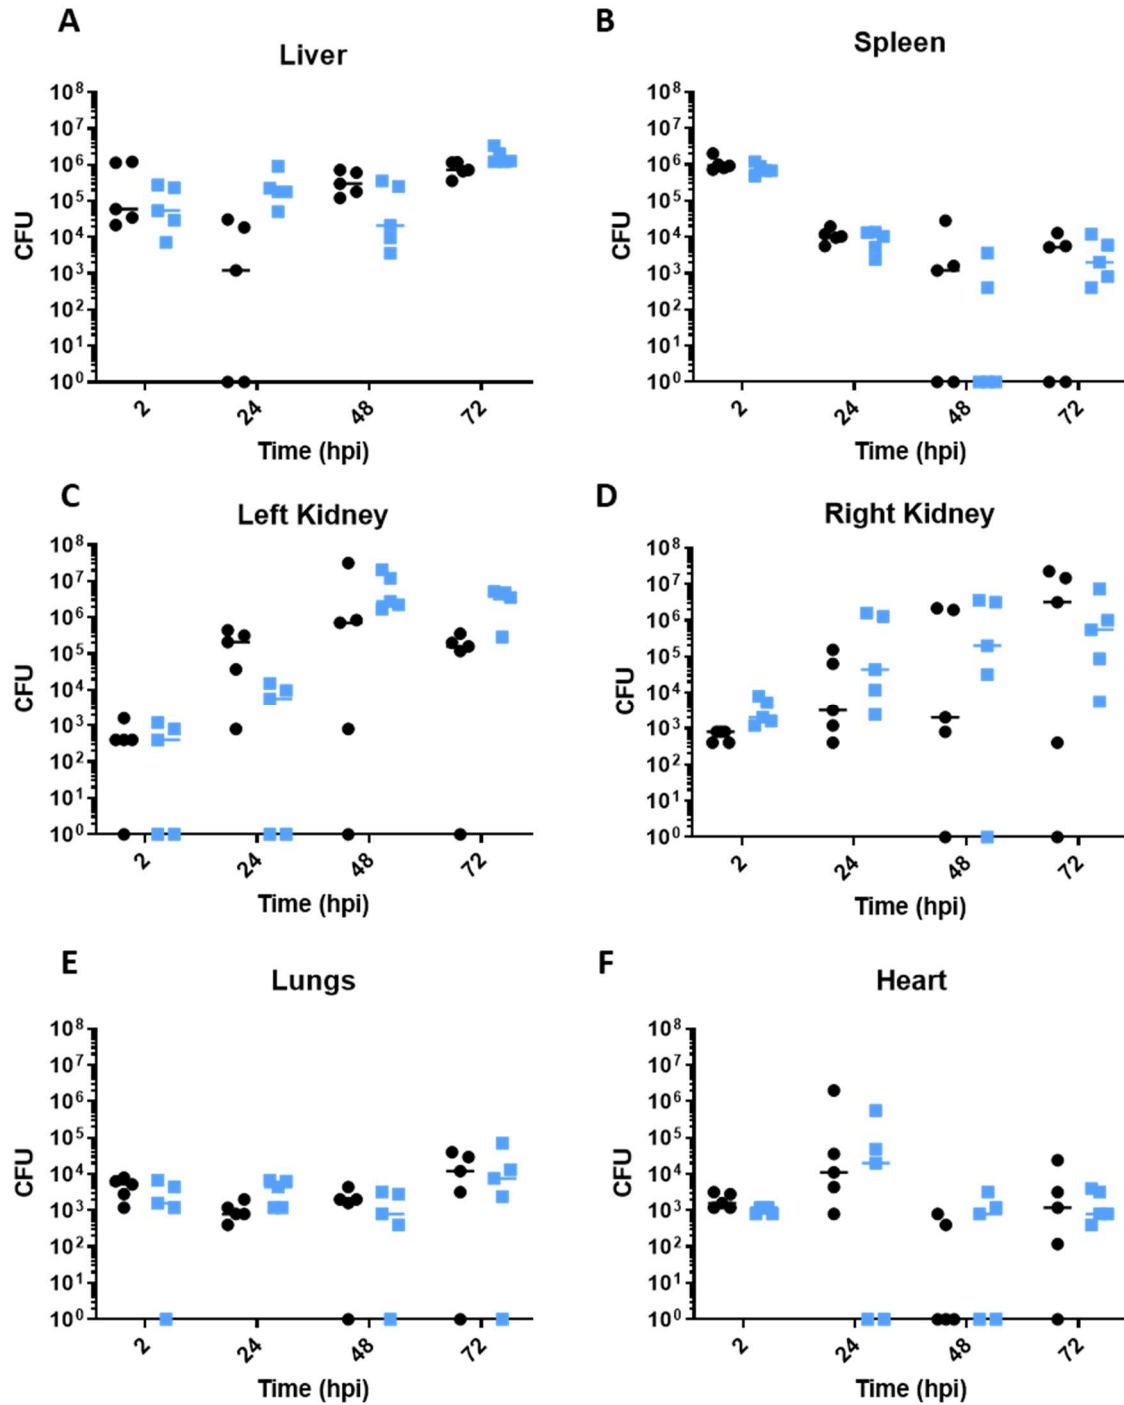 A
Liver
CFU
10⁸
10⁷
10⁶
10⁵
10⁴
10³
10²
10¹
10⁰
2 24 48 72
Time (hpi)
B
Spleen
CFU
10⁸
10⁷
10⁶
10⁵
10⁴
10³
10²
10¹
10⁰
2 24 48 72
Time (hpi)
C
Left Kidney
CFU
10⁸
10⁷
10⁶
10⁵
10⁴
10³
10²
10¹
10⁰
2 24 48 72
Time (hpi)
D
Right Kidney
CFU
10⁸
10⁷
10⁶
10⁵
10⁴
10³
10²
10¹
10⁰
2 24 48 72
Time (hpi)
E
Lungs
CFU
10⁸
10⁷
10⁶
10⁵
10⁴
10³
10²
10¹
10⁰
2 24 48 72
Time (hpi)
F
Heart
CFU
10⁸
10⁷
10⁶
10⁵
10⁴
10³
10²
10¹
10⁰
2 24 48 72
Time (hpi)